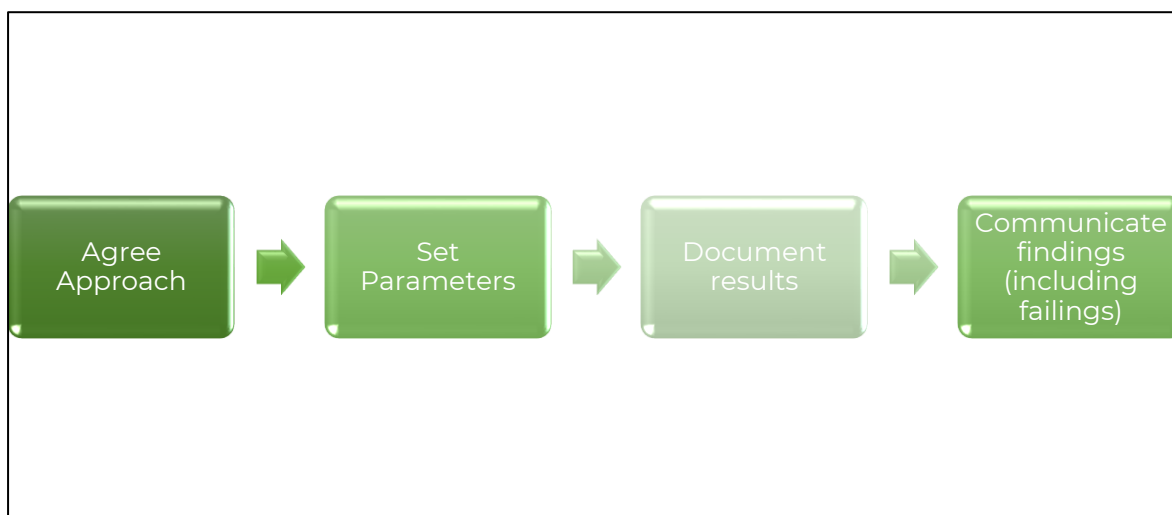 Agree
Approach
Set
Parameters
Document
results
Communicate
findings
(including
failings)